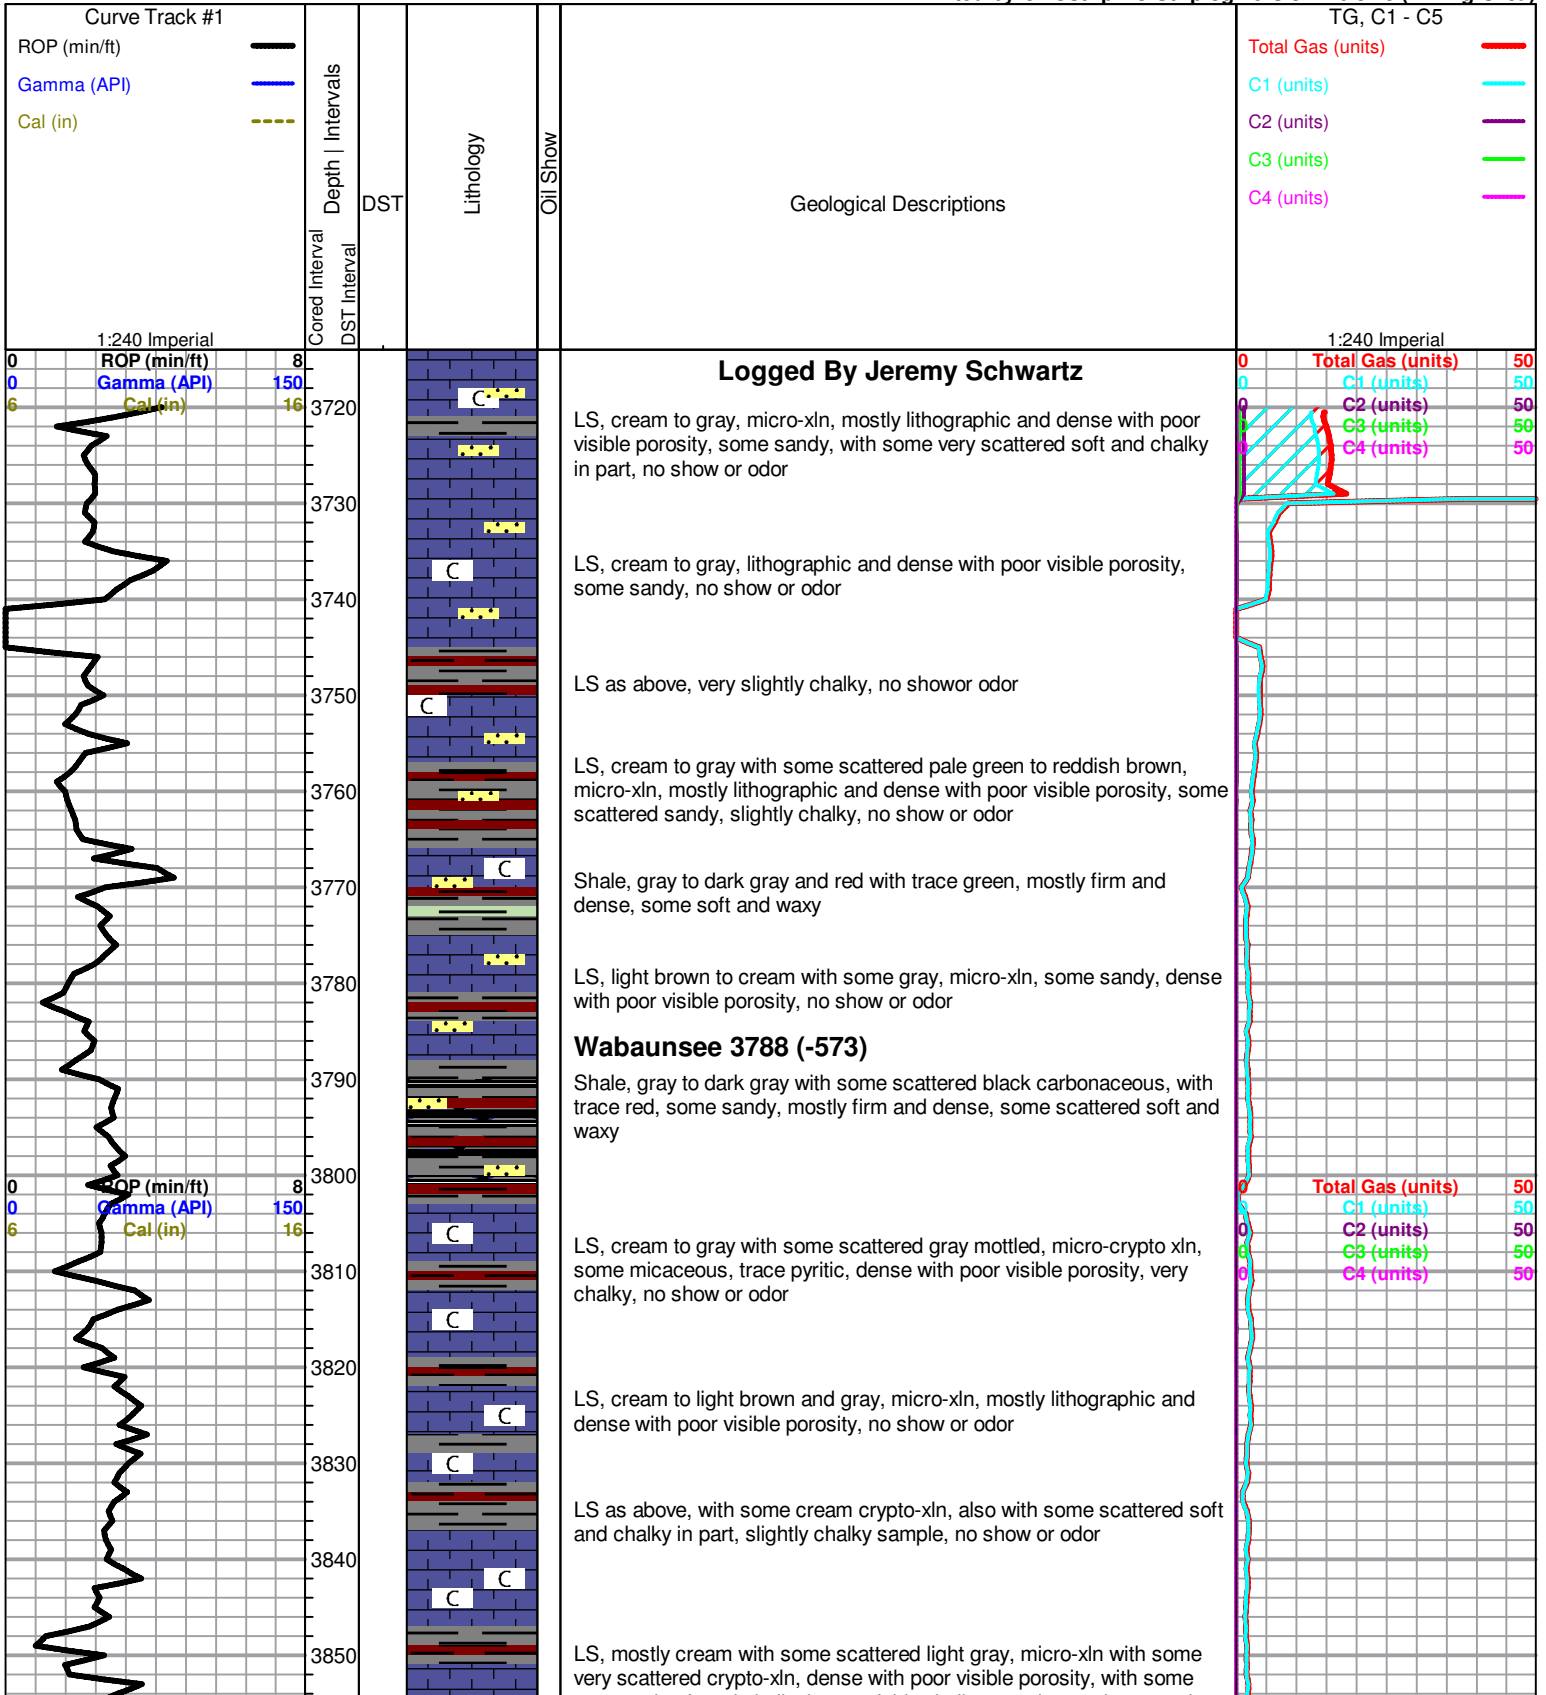 Curve Track #1
ROP (min/ft)
Gamma (API)
Cal (in)
1:240 Imperial
Depth | Intervals
Cored Interval
DST Interval
DST
Lithology
Oil Show
Geological Descriptions
TG, C1 - C5
Total Gas (units)
C1 (units)
C2 (units)
C3 (units)
C4 (units)
1:240 Imperial
0 ROP (min/ft) 8
0 Gamma (API) 150
6 Cal (in) 16
0 Total Gas (units) 50
0 C1 (units) 50
0 C2 (units) 50
0 C3 (units) 50
0 C4 (units) 50
Logged By Jeremy Schwartz
C
3720
LS, cream to gray, micro-xln, mostly lithographic and dense with poor
visible porosity, some sandy, with some very scattered soft and chalky
in part, no show or odor
3730
LS, cream to gray, lithographic and dense with poor visible porosity,
some sandy, no show or odor
C
3740
LS as above, very slightly chalky, no showor odor
3750
C
LS, cream to gray with some scattered pale green to reddish brown,
micro-xln, mostly lithographic and dense with poor visible porosity, some
scattered sandy, slightly chalky, no show or odor
3760
C
Shale, gray to dark gray and red with trace green, mostly firm and
dense, some soft and waxy
3770
LS, light brown to cream with some gray, micro-xln, some sandy, dense
with poor visible porosity, no show or odor
3780
Wabaunsee 3788 (-573)
Shale, gray to dark gray with some scattered black carbonaceous, with
trace red, some sandy, mostly firm and dense, some scattered soft and
waxy
3790
3800
0 ROP (min/ft) 8
0 Gamma (API) 150
6 Cal (in) 16
0 Total Gas (units) 50
0 C1 (units) 50
0 C2 (units) 50
0 C3 (units) 50
0 C4 (units) 50
C
LS, cream to gray with some scattered gray mottled, micro-crypto xln,
some micaceous, trace pyritic, dense with poor visible porosity, very
chalky, no show or odor
3810
C
3820
LS, cream to light brown and gray, micro-xln, mostly lithographic and
dense with poor visible porosity, no show or odor
C
3830
C
LS as above, with some cream crypto-xln, also with some scattered soft
and chalky in part, slightly chalky sample, no show or odor
3840
C
C
3850
LS, mostly cream with some scattered light gray, micro-xln with some
very scattered crypto-xln, dense with poor visible porosity, with some